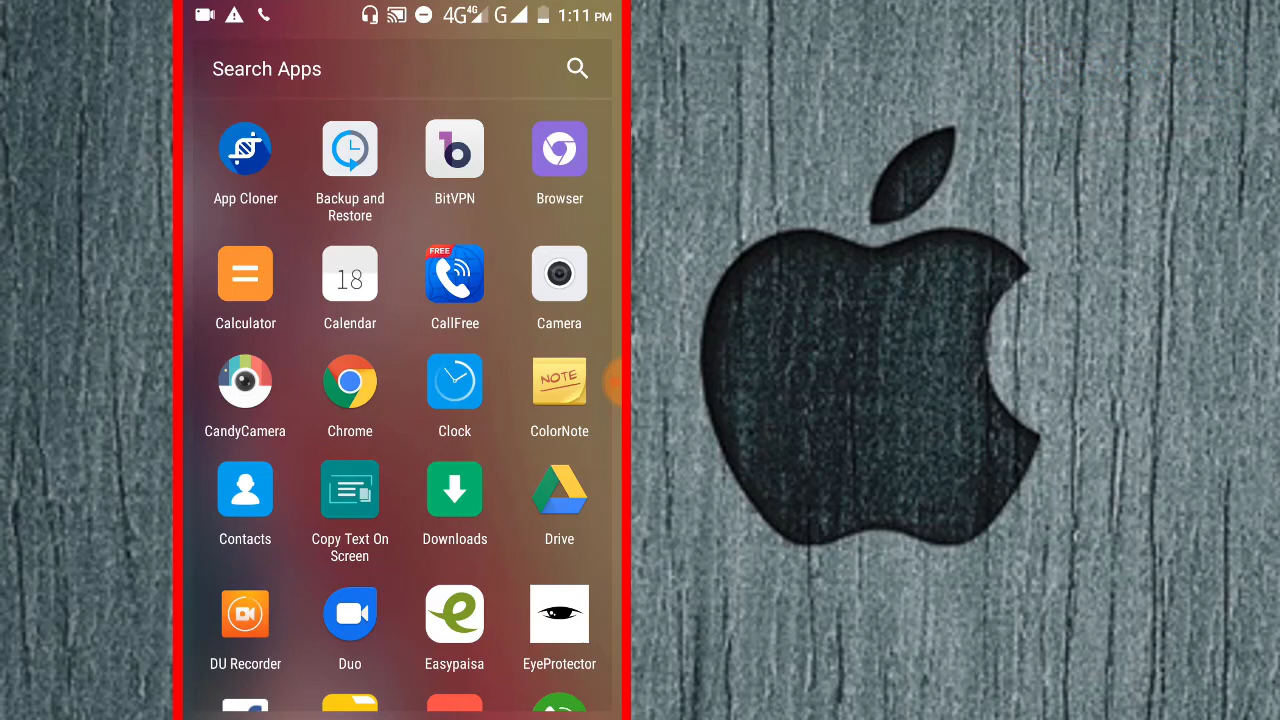 4G 4G G 1:11 PM
Search Apps
App Cloner
Backup and
Restore
BitVPN
Browser
18
FREE
Calculator
Calendar
CallFree
Camera
NOTE
CandyCamera
Chrome
Clock
ColorNote
Contacts
Copy Text On
Screen
Downloads
Drive
DU Recorder
Duo
Easypaisa
EyeProtector